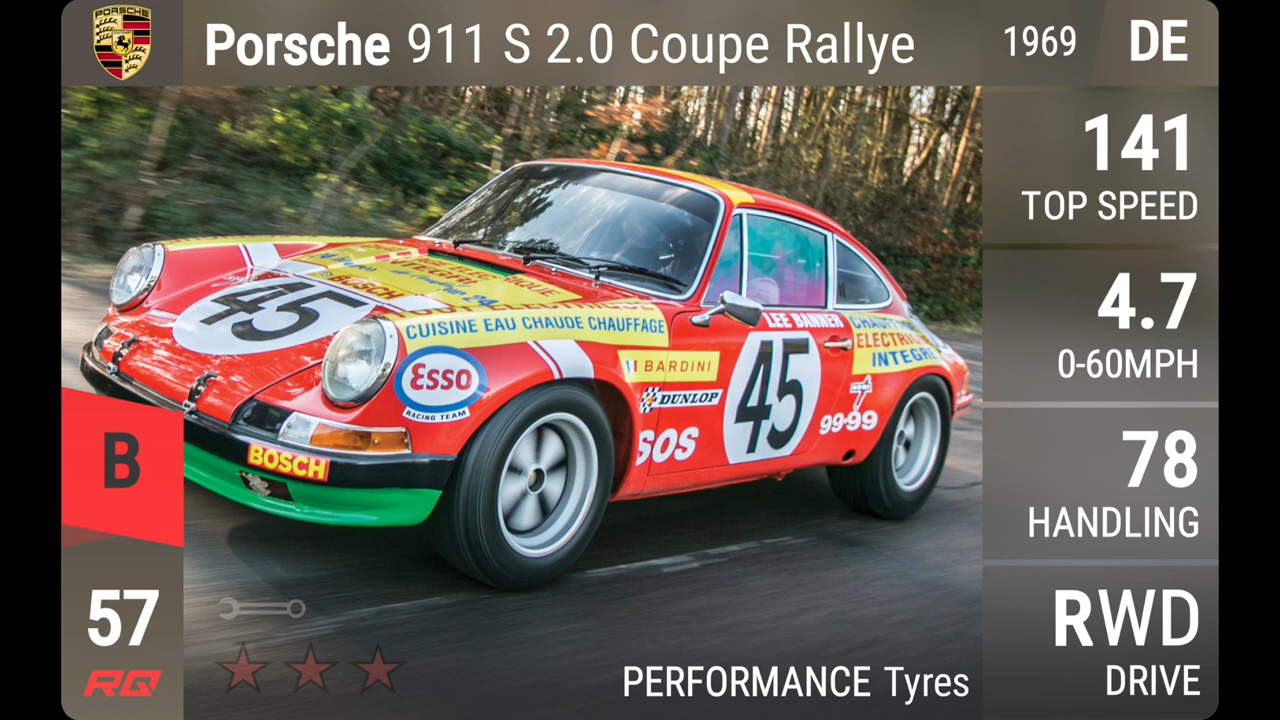 PORSCHE
Porsche 911 S 2.0 Coupe Rallye
1969
DE
141
TOP SPEED
4.7
0-60MPH
78
HANDLING
RWD
DRIVE
B
57
RQ
45
BOSCH
CUISINE EAU CHAUDE CHAUFFAGE
Esso
RACING TEAM
BARDINI
DUNLOP
SOS
LEE BANNER
45
99-99
ELECTRIC
INTEGRE
BOSCH
PERFORMANCE Tyres